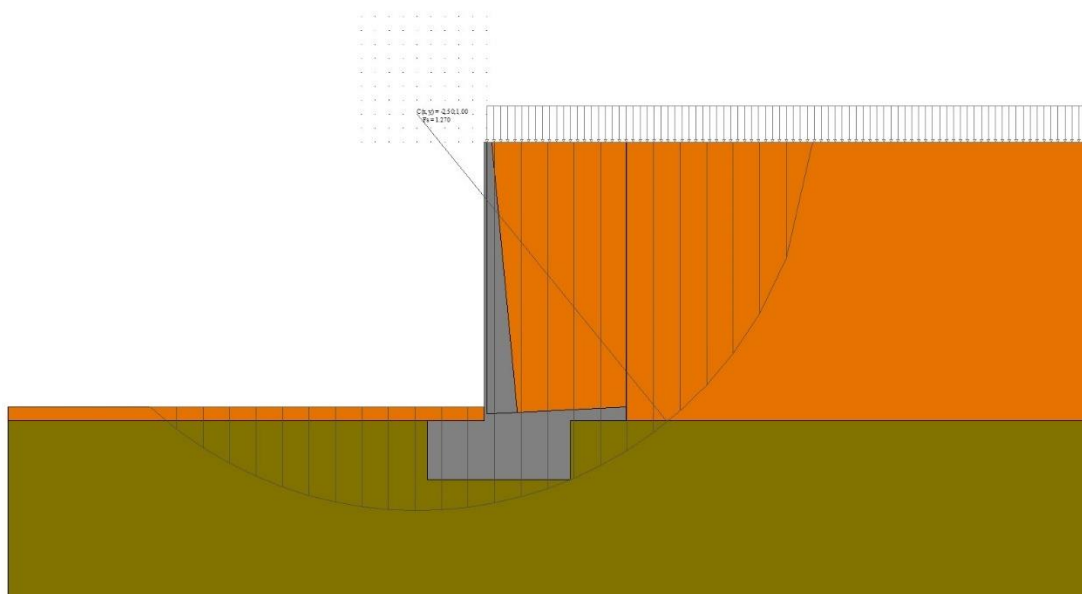 C(x, y) = -2.50;1.00
Fs = 1.270